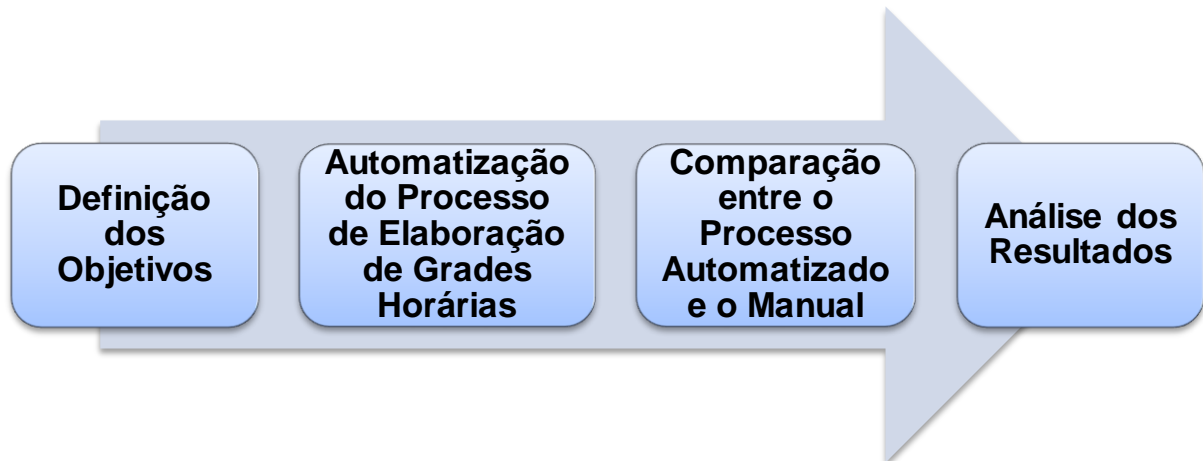 Definição
dos
Objetivos
Automatização
do Processo
de Elaboração
de Grades
Horárias
Comparação
entre o
Processo
Automatizado
e o Manual
Análise dos
Resultados